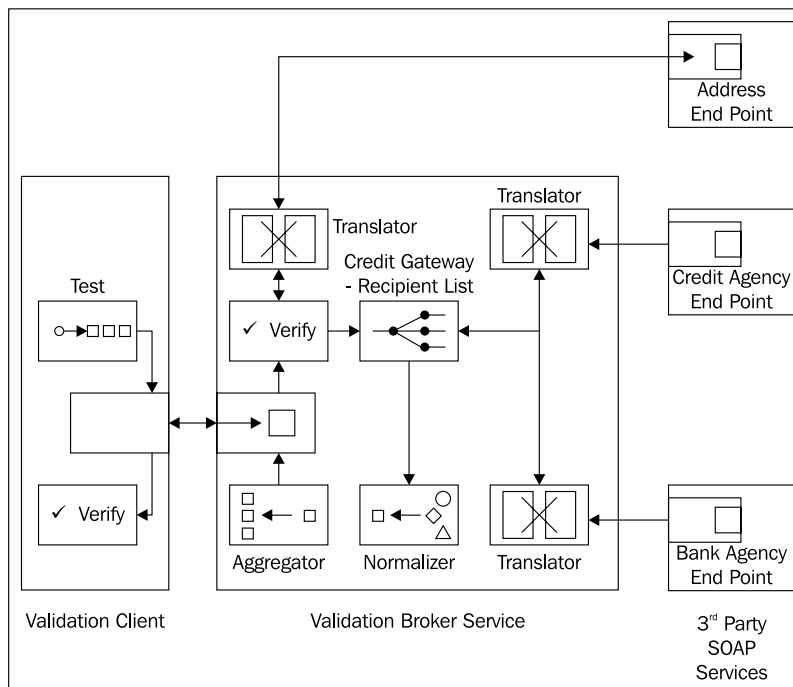 Address
End Point
Translator
Translator
Credit Gateway
- Recipient List
Credit Agency
End Point
Test
✓ Verify
✓ Verify
Aggregator
Normalizer
Translator
Bank Agency
End Point
Validation Client
Validation Broker Service
3rd Party
SOAP
Services